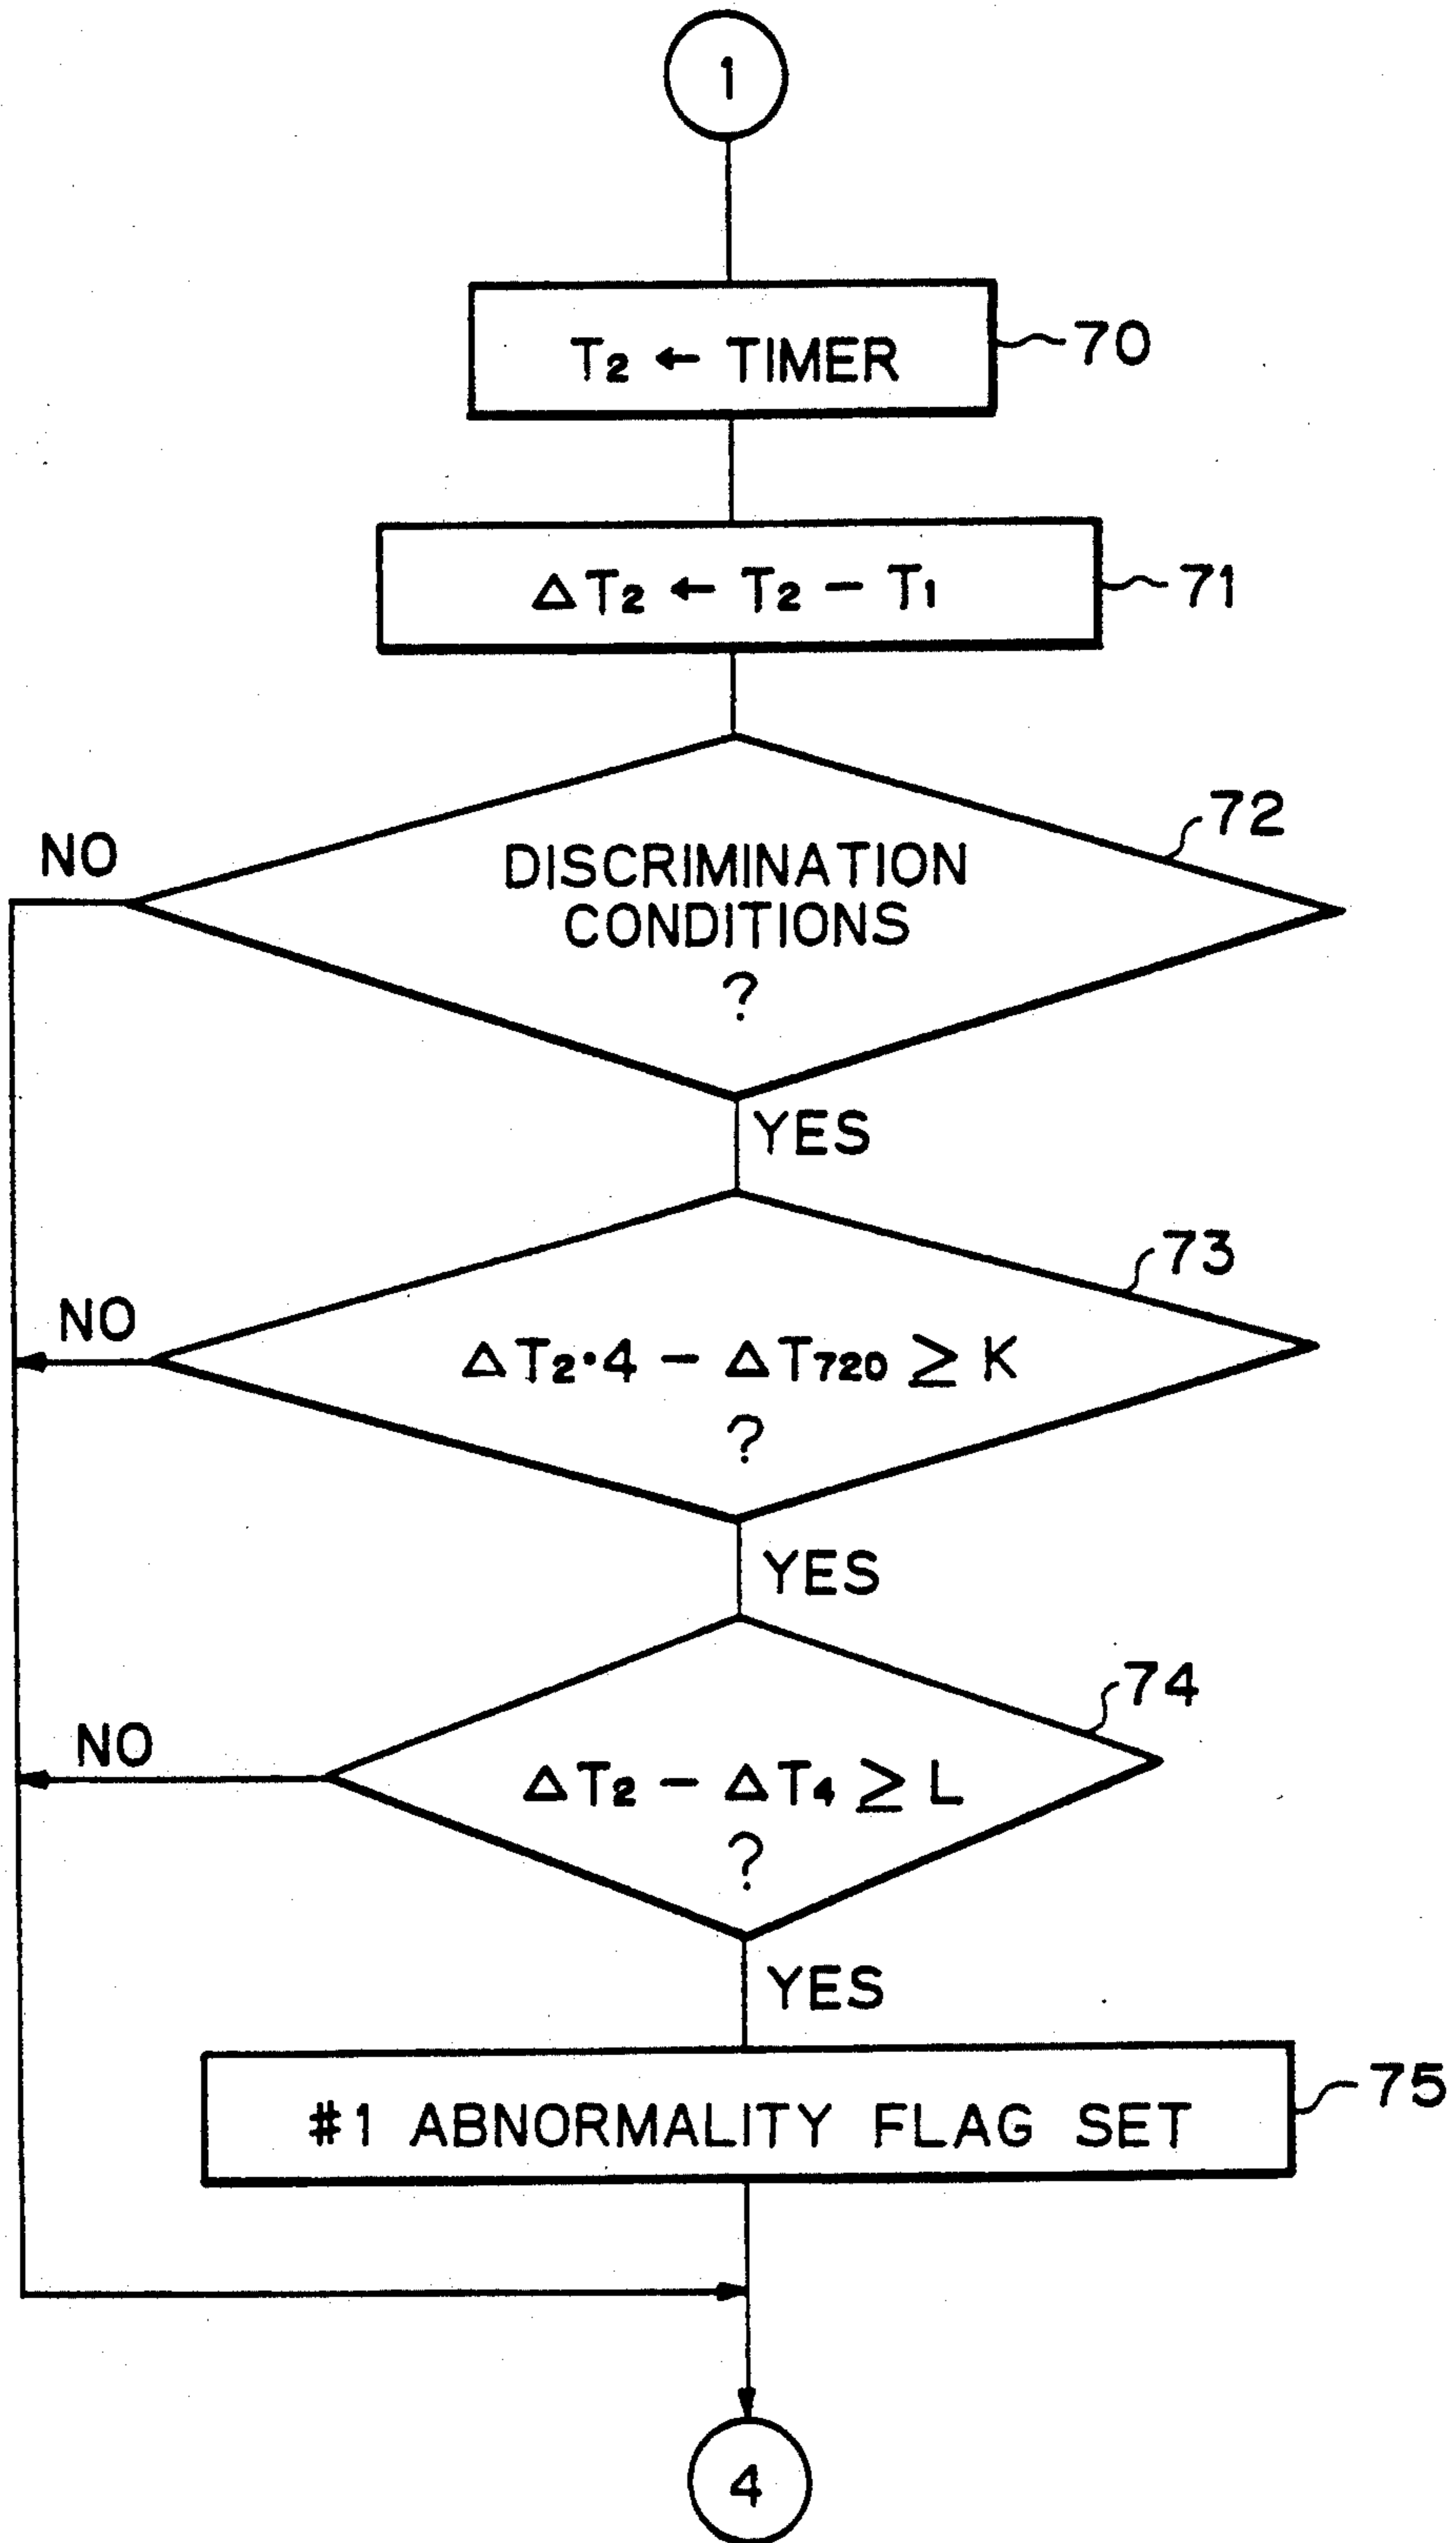 1
T₂ ← TIMER
70
ΔT₂ ← T₂ − T₁
71
72
NO
DISCRIMINATION
CONDITIONS
?
YES
73
NO
ΔT₂·4 − ΔT₇₂₀ ≥ K
?
YES
74
NO
ΔT₂ − ΔT₄ ≥ L
?
YES
#1 ABNORMALITY FLAG SET
75
4